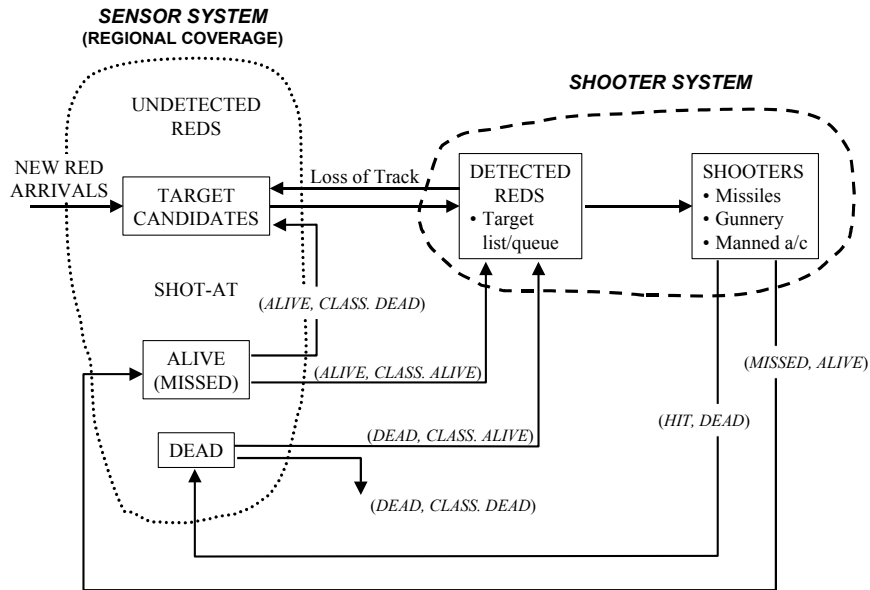 SENSOR SYSTEM
(REGIONAL COVERAGE)
SHOOTER SYSTEM
UNDETECTED
REDS
NEW RED
ARRIVALS
TARGET
CANDIDATES
Loss of Track
DETECTED
REDS
• Target
list/queue
SHOOTERS
• Missiles
• Gunnery
• Manned a/c
SHOT-AT
(ALIVE, CLASS. DEAD)
ALIVE
(MISSED)
(ALIVE, CLASS. ALIVE)
(MISSED, ALIVE)
(HIT, DEAD)
DEAD
(DEAD, CLASS. ALIVE)
(DEAD, CLASS. DEAD)